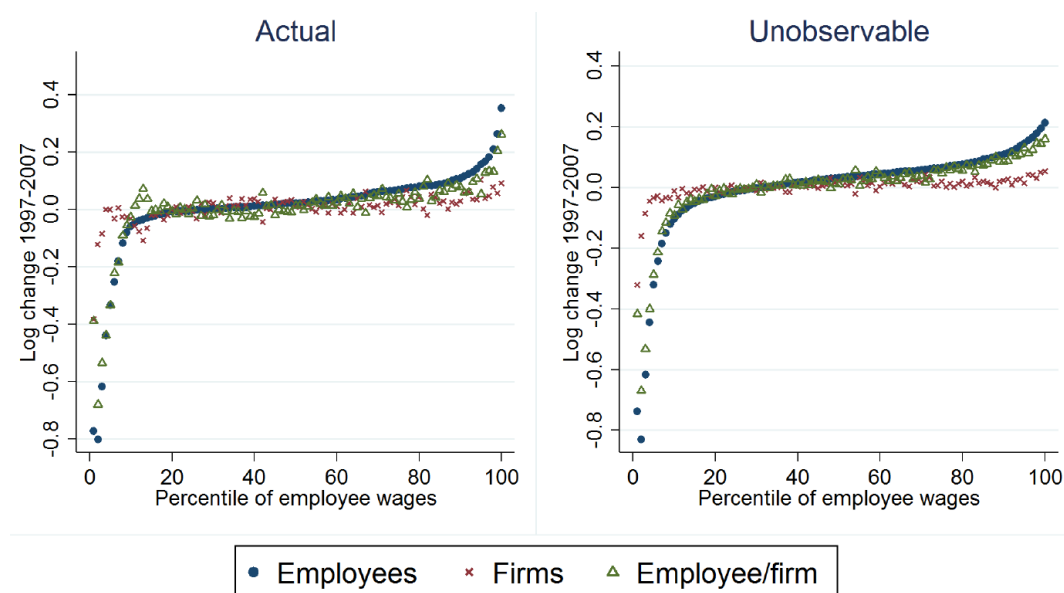 Actual
Unobservable
Log change 1997-2007
0.4
0.2
0.0
-0.2
-0.4
-0.6
-0.8
0 20 40 60 80 100
Percentile of employee wages
Log change 1997-2007
0.4
0.2
0.0
-0.2
-0.4
-0.6
-0.8
0 20 40 60 80 100
Percentile of employee wages
Employees Firms Employee/firm